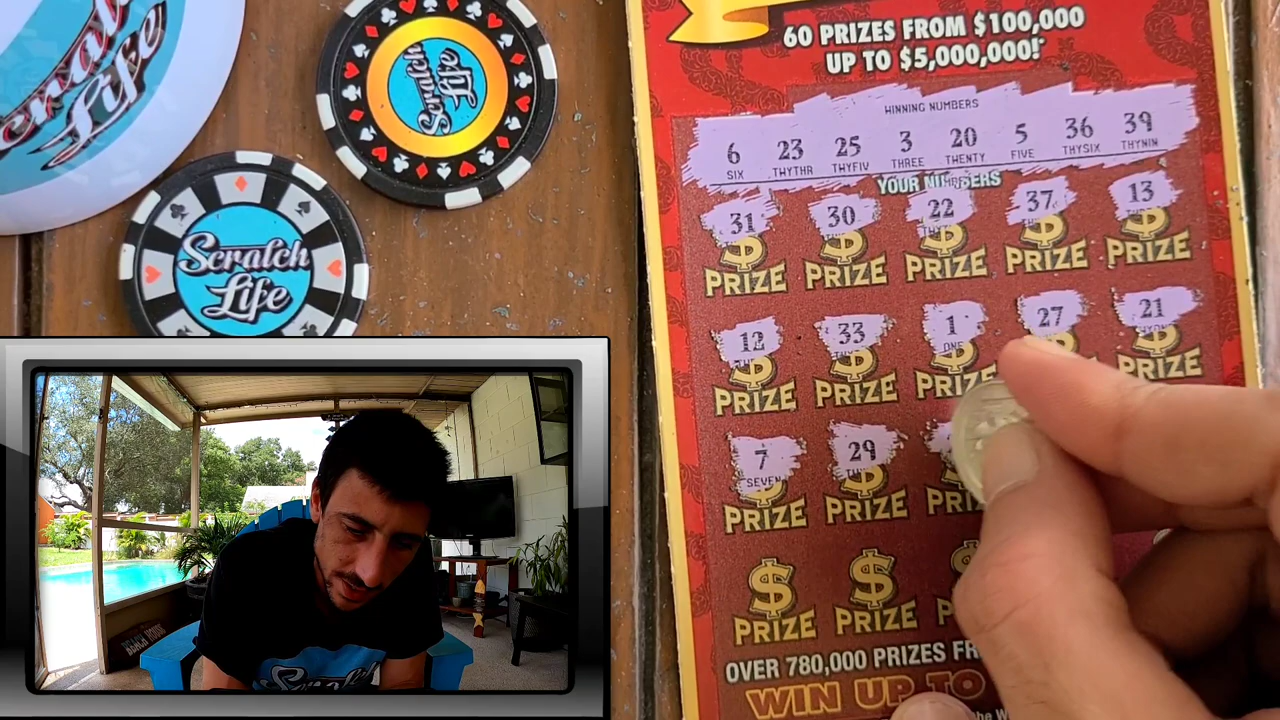 Scratch
Life
Scratch
Life
Scratch
Life
60 PRIZES FROM $100,000
UP TO $5,000,000!*
WINNING NUMBERS
6 23 25 3 20 5 36 39
SIX THYTHR THYFIV THREE TWENTY FIVE THYSIX THYNIN
YOUR NUMBERS
31 30 22 37 13
$ $ $ $ $
PRIZE PRIZE PRIZE PRIZE PRIZE
12 33 1 27 21
ONE
$ $ $ $
PRIZE PRIZE PRIZE PRIZE
7 29
SEVEN
$ $
PRIZE PRIZE
$ $ $
PRIZE PRIZE
OVER 780,000 PRIZES
WIN UP TO
BEACH HOUSE
Scratch